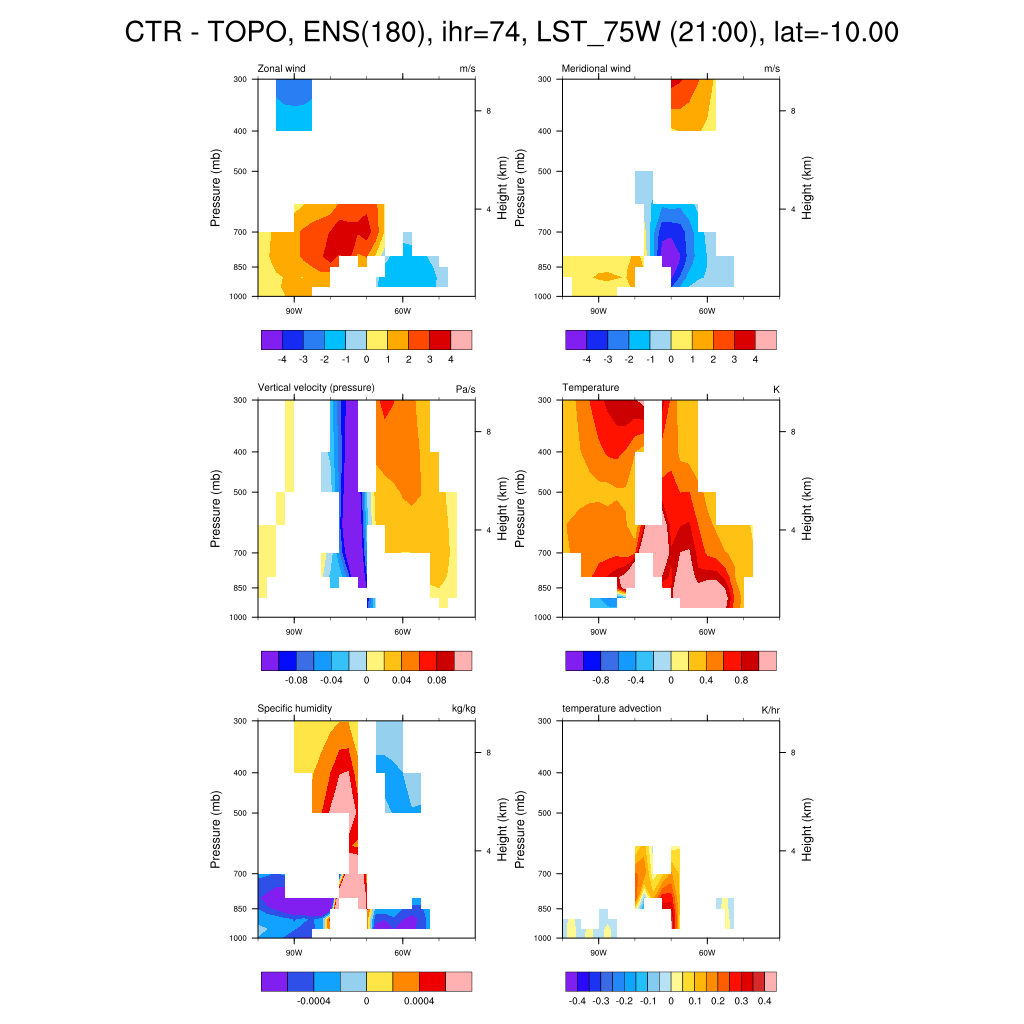 CTR - TOPO, ENS(180), ihr=74, LST_75W (21:00), lat=-10.00
Zonal wind m/s
Pressure (mb)
Height (km)
300
400
500
700
850
1000
8
4
90W 60W
-4 -3 -2 -1 0 1 2 3 4
Meridional wind m/s
Pressure (mb)
Height (km)
300
400
500
700
850
1000
8
4
90W 60W
-4 -3 -2 -1 0 1 2 3 4
Vertical velocity (pressure) Pa/s
Pressure (mb)
Height (km)
300
400
500
700
850
1000
8
4
90W 60W
-0.08 -0.04 0 0.04 0.08
Temperature K
Pressure (mb)
Height (km)
300
400
500
700
850
1000
8
4
90W 60W
-0.8 -0.4 0 0.4 0.8
Specific humidity kg/kg
Pressure (mb)
Height (km)
300
400
500
700
850
1000
8
4
90W 60W
-0.0004 0 0.0004
temperature advection K/hr
Pressure (mb)
Height (km)
300
400
500
700
850
1000
8
4
90W 60W
-0.4 -0.3 -0.2 -0.1 0 0.1 0.2 0.3 0.4